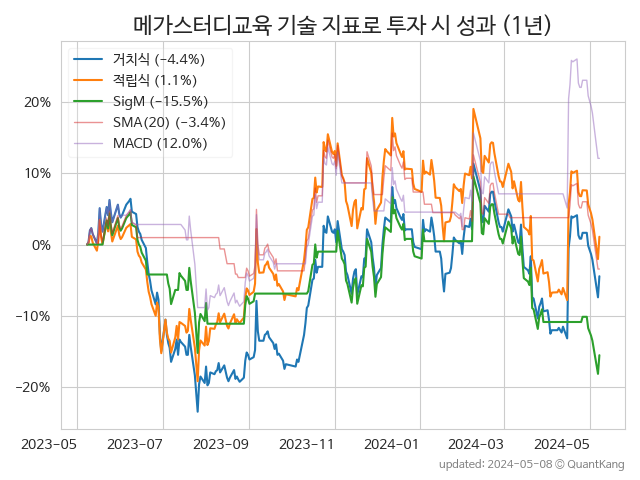 메가스터디교육 기술 지표로 투자 시 성과 (1년)
거치식 (−4.4%)
적립식 (1.1%)
SigM (−15.5%)
SMA(20) (−3.4%)
MACD (12.0%)
20%
10%
0%
−10%
−20%
2023−05 2023−07 2023−09 2023−11 2024−01 2024−03 2024−05
updated: 2024−05−08 © QuantKang